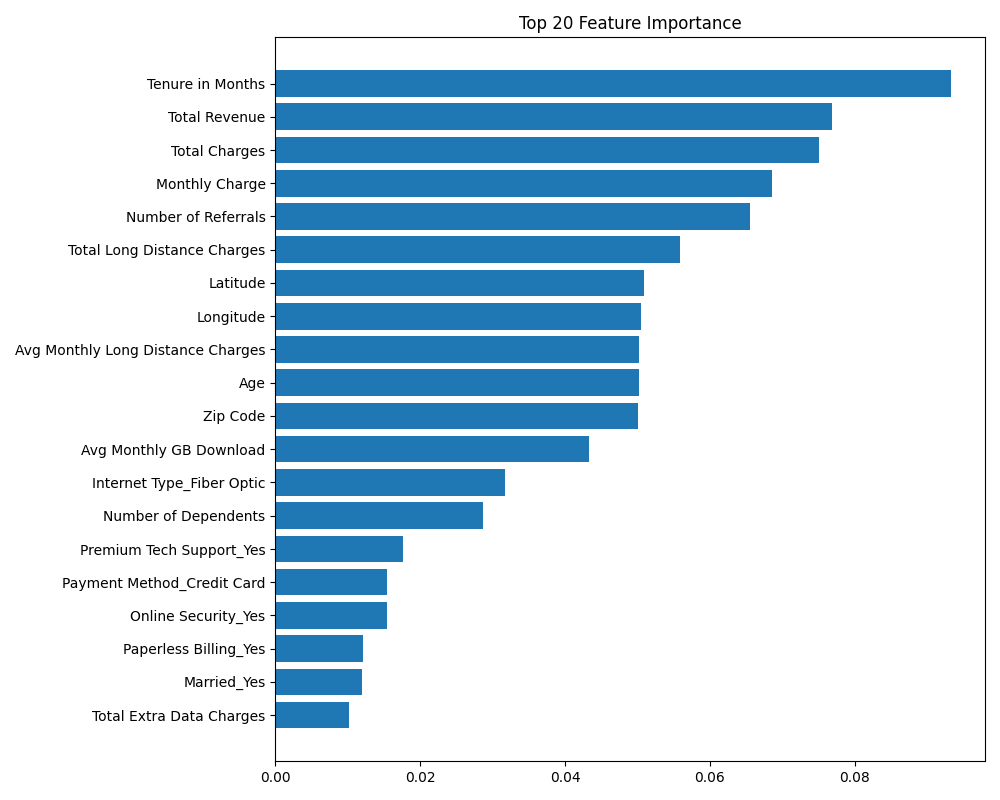 Top 20 Feature Importance
Tenure in Months
Total Revenue
Total Charges
Monthly Charge
Number of Referrals
Total Long Distance Charges
Latitude
Longitude
Avg Monthly Long Distance Charges
Age
Zip Code
Avg Monthly GB Download
Internet Type_Fiber Optic
Number of Dependents
Premium Tech Support_Yes
Payment Method_Credit Card
Online Security_Yes
Paperless Billing_Yes
Married_Yes
Total Extra Data Charges
0.00 0.02 0.04 0.06 0.08